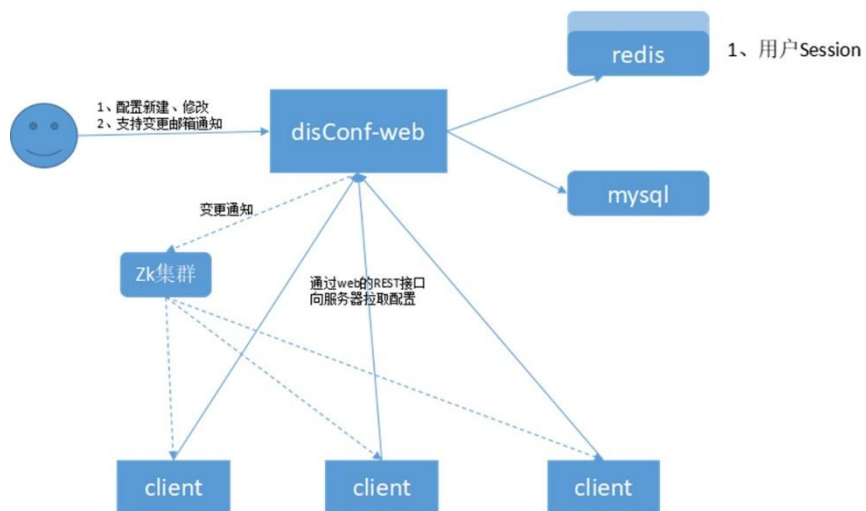 redis
1、用户Session
1、配置新建、修改
2、支持变更邮箱通知
disConf-web
mysql
变更通知
Zk集群
通过web的REST接口
向服务器拉取配置
client
client
client